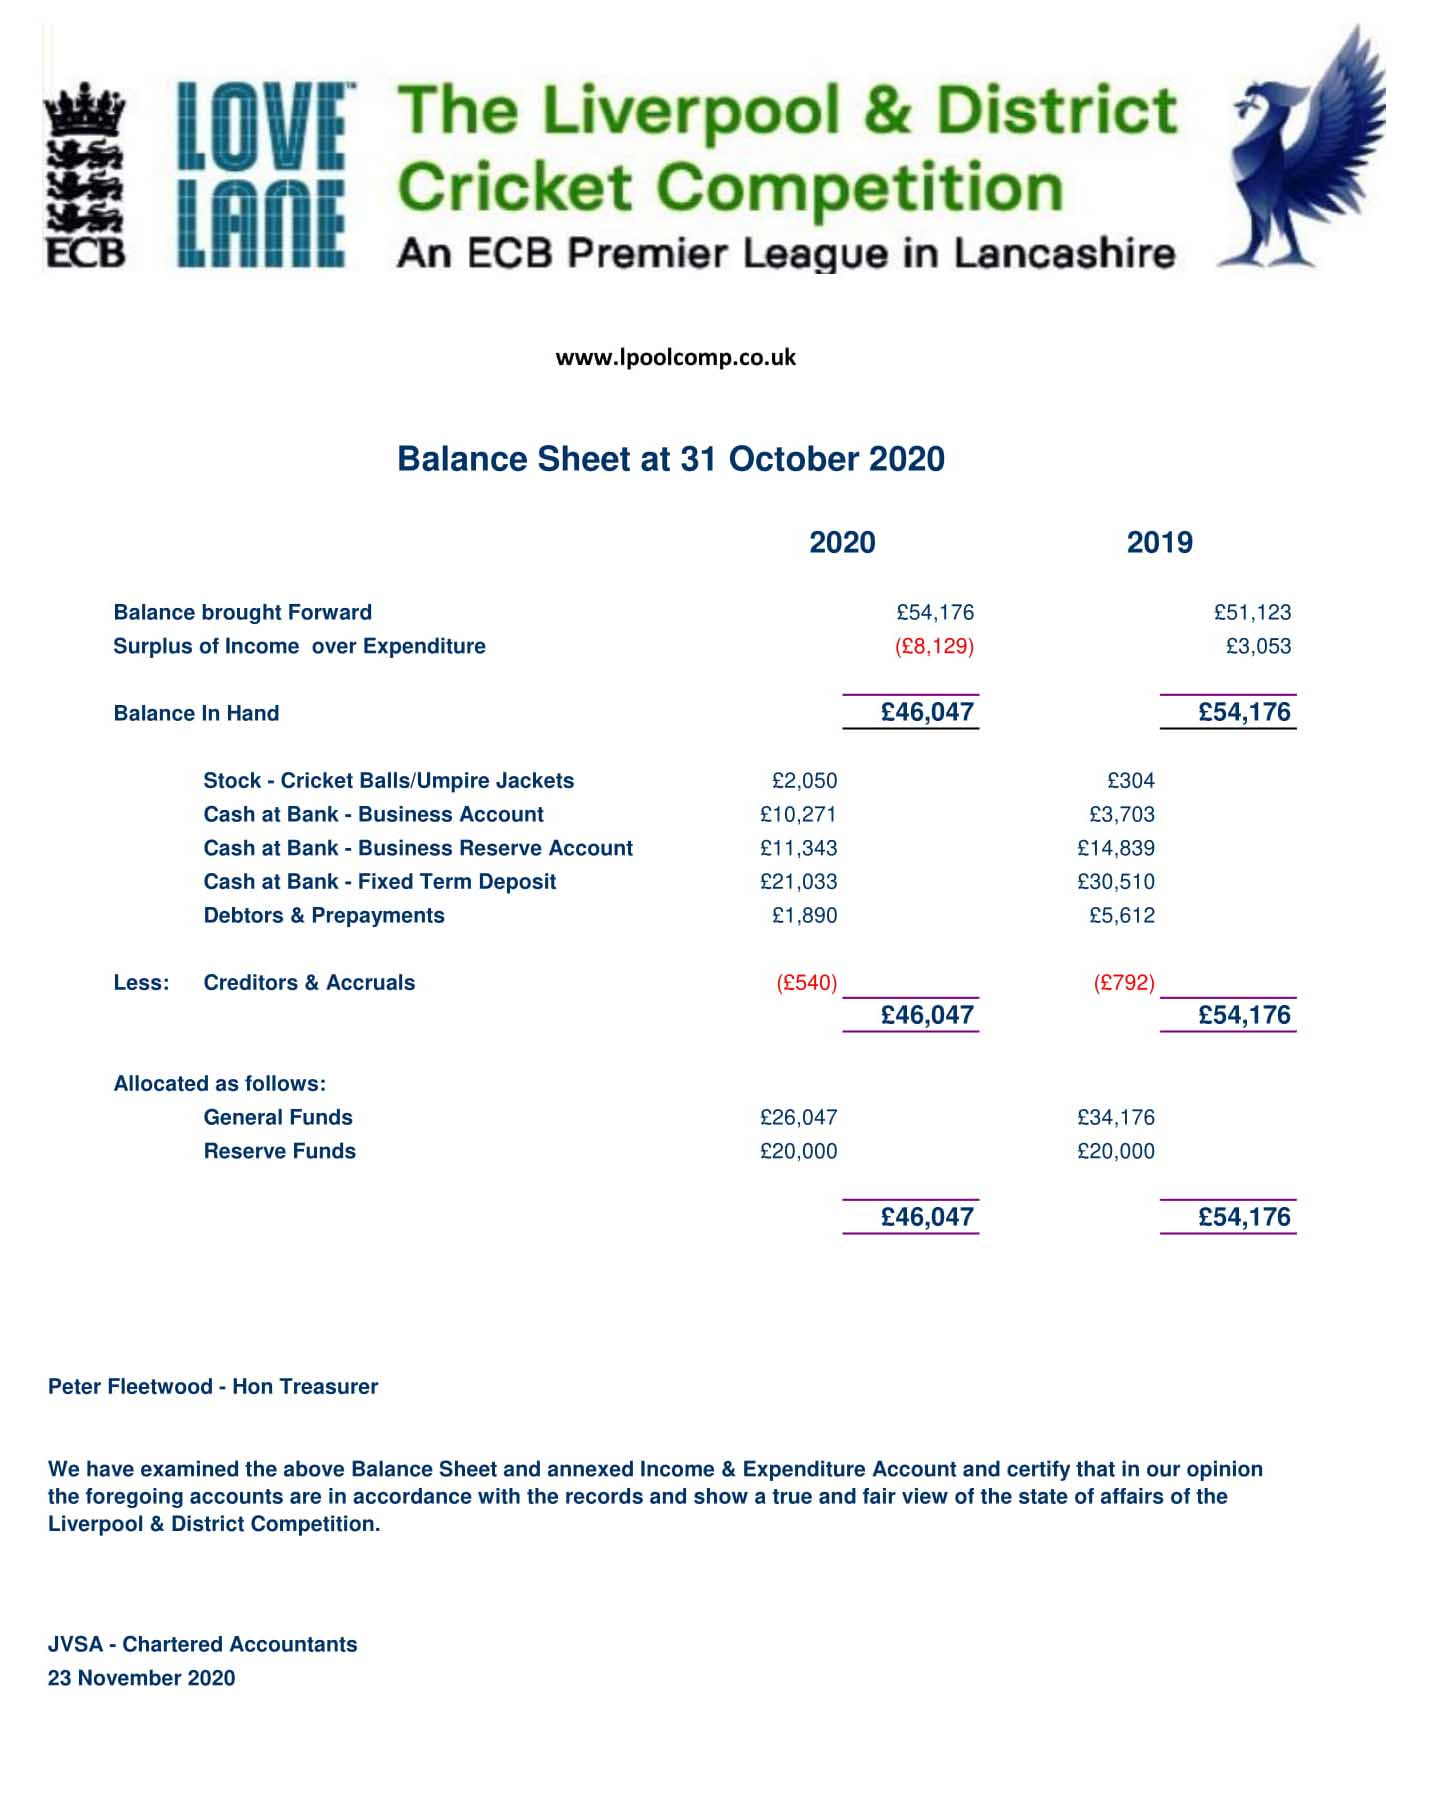 LOVE™ The Liverpool & District
LANE Cricket Competition
ECB An ECB Premier League in Lancashire
www.lpoolcomp.co.uk
Balance Sheet at 31 October 2020
2020 2019
Balance brought Forward £54,176 £51,123
Surplus of Income over Expenditure (£8,129) £3,053
Balance In Hand £46,047 £54,176
Stock - Cricket Balls/Umpire Jackets £2,050 £304
Cash at Bank - Business Account £10,271 £3,703
Cash at Bank - Business Reserve Account £11,343 £14,839
Cash at Bank - Fixed Term Deposit £21,033 £30,510
Debtors & Prepayments £1,890 £5,612
Less: Creditors & Accruals (£540) (£792)
£46,047 £54,176
Allocated as follows:
General Funds £26,047 £34,176
Reserve Funds £20,000 £20,000
£46,047 £54,176
Peter Fleetwood - Hon Treasurer
We have examined the above Balance Sheet and annexed Income & Expenditure Account and certify that in our opinion
the foregoing accounts are in accordance with the records and show a true and fair view of the state of affairs of the
Liverpool & District Competition.
JVSA - Chartered Accountants
23 November 2020